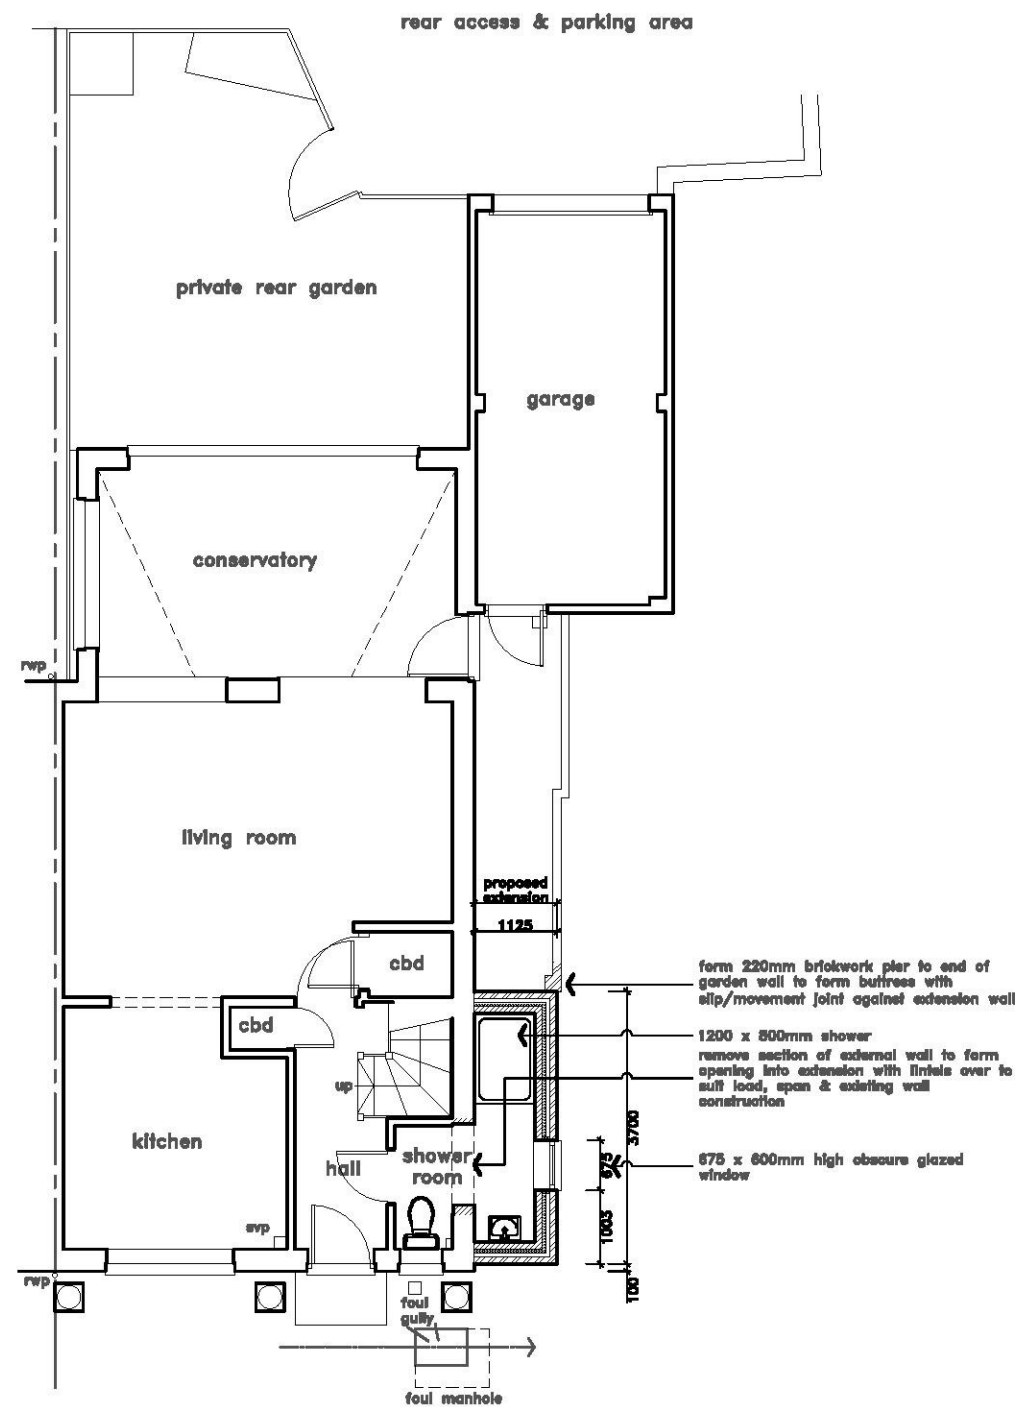 rear access & parking area
private rear garden
garage
conservatory
rwp
living room
proposed
extension
1125
cbd
form 220mm brickwork pier to end of
garden wall to form buttress with
slip/movement joint against extension wall
cbd
1200 x 800mm shower
remove section of external wall to form
opening into extension with lintels over to
suit load, span & existing wall
construction
up
3700
kitchen
hall
shower
room
675
675 x 600mm high obscure glazed
window
svp
1003
rwp
100
foul
gully
foul manhole